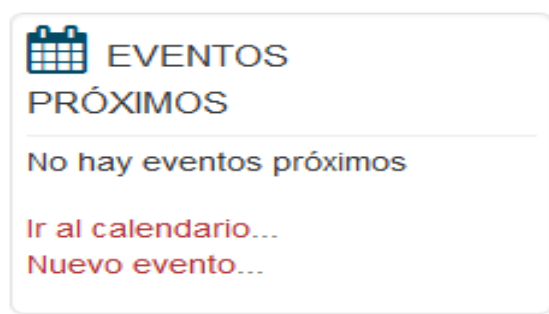 EVENTOS
PRÓXIMOS
No hay eventos próximos
Ir al calendario...
Nuevo evento...